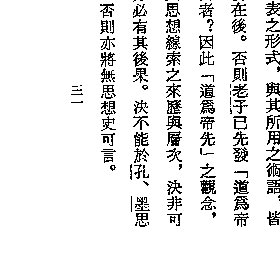 表之形式，與其所用之術語，皆
在後。否則老子已先發「道爲帝
者？因此「道爲帝先」之觀念，
思想線索之來歷與層次，決非可
必有其後果。決不能於孔、墨思
否則亦將無思想史可言。
三一